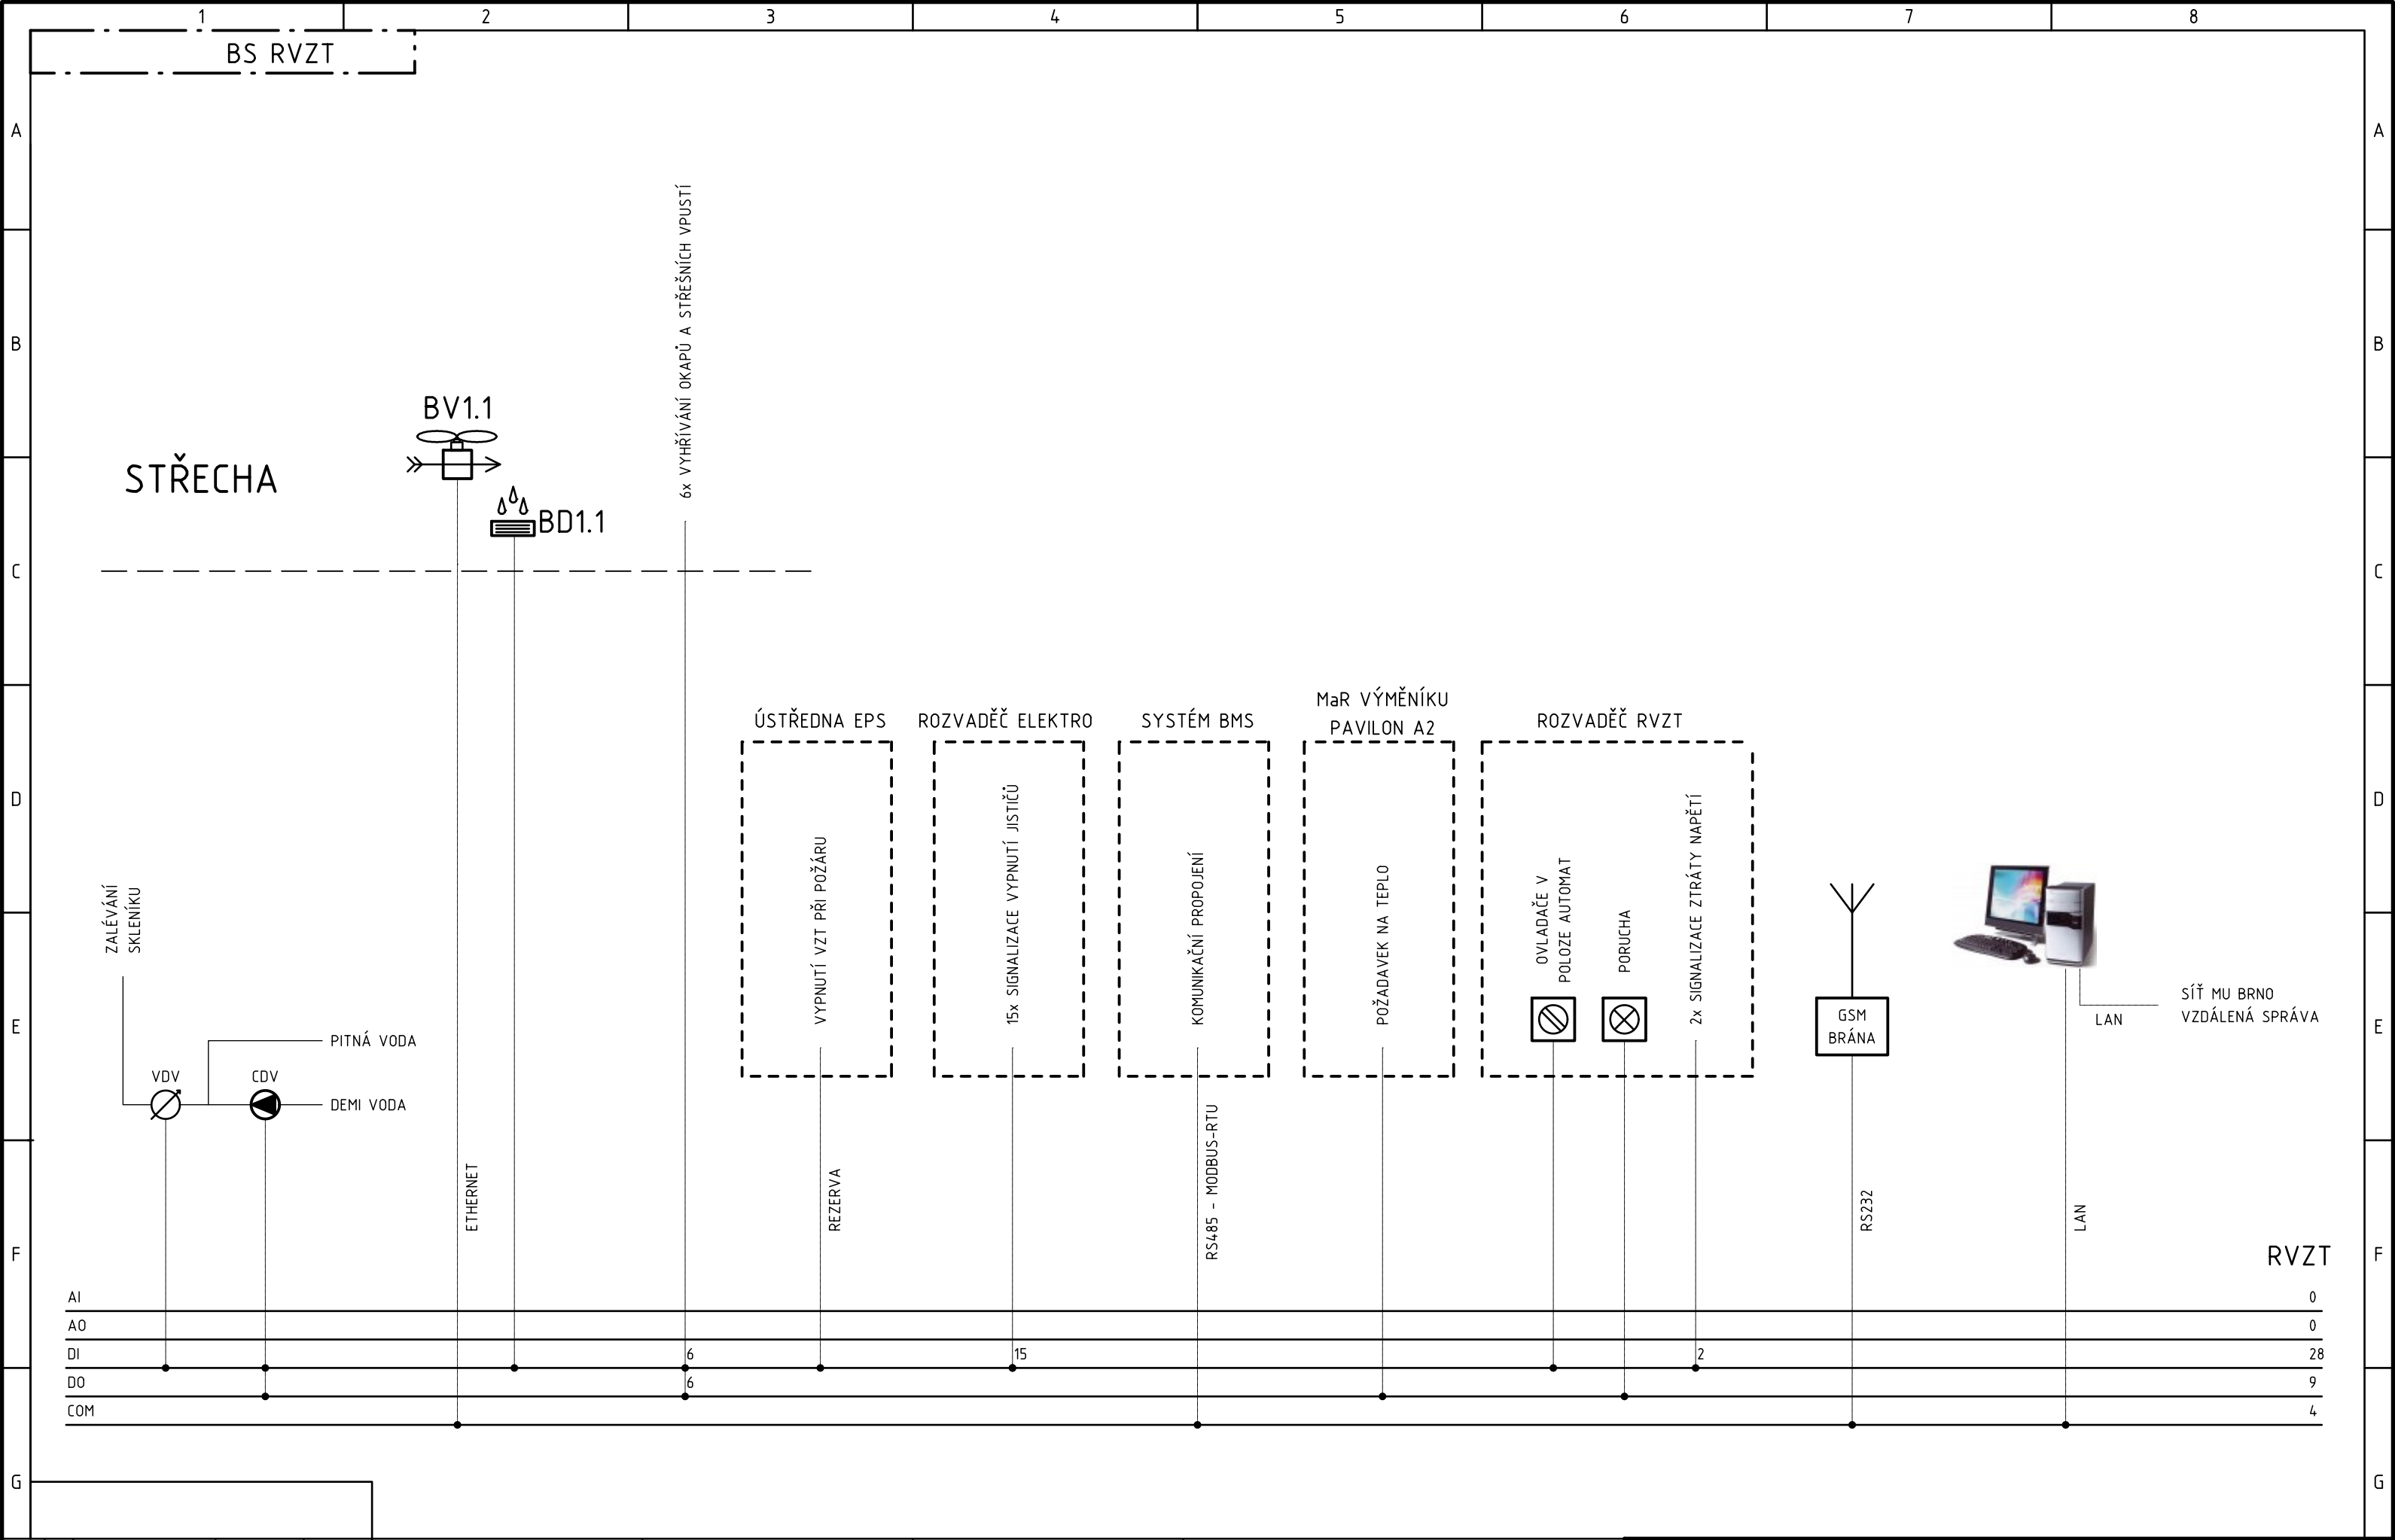 1 2 3 4 5 6 7 8
BS RVZT
A A
B B
C C
D D
E E
F F
G G
STŘECHA
BV1.1
BD1.1
6x VYHŘÍVÁNÍ OKAPŮ A STŘEŠNÍCH VPUSTÍ
ZALÉVÁNÍ
SKLENÍKU
PITNÁ VODA
VDV
CDV
DEMI VODA
ETHERNET
ÚSTŘEDNA EPS
VYPNUTÍ VZT PŘI POŽÁRU
REZERVA
ROZVADĚČ ELEKTRO
15x SIGNALIZACE VYPNUTÍ JISTIČŮ
SYSTÉM BMS
KOMUNIKAČNÍ PROPOJENÍ
RS485 - MODBUS-RTU
MaR VÝMĚNÍKU
PAVILON A2
POŽADAVEK NA TEPLO
ROZVADĚČ RVZT
OVLADAČE V
POLOZE AUTOMAT
PORUCHA
2x SIGNALIZACE ZTRÁTY NAPĚTÍ
GSM
BRÁNA
RS232
LAN
LAN
SÍŤ MU BRNO
VZDÁLENÁ SPRÁVA
RVZT
AI 0
AO 0
DI 6 15 2 28
DO 6 9
COM 4